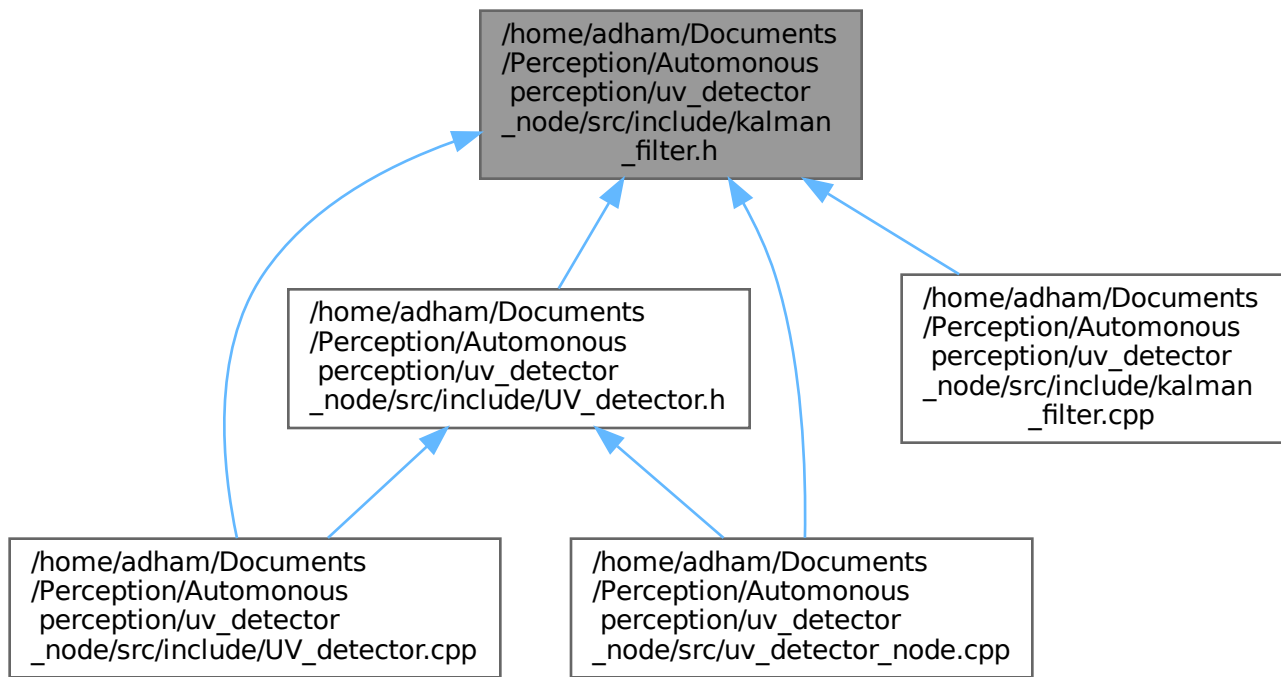 /home/adham/Documents
/Perception/Automonous
perception/uv_detector
_node/src/include/kalman
_filter.h
/home/adham/Documents
/Perception/Automonous
perception/uv_detector
_node/src/include/UV_detector.h
/home/adham/Documents
/Perception/Automonous
perception/uv_detector
_node/src/include/kalman
_filter.cpp
/home/adham/Documents
/Perception/Automonous
perception/uv_detector
_node/src/include/UV_detector.cpp
/home/adham/Documents
/Perception/Automonous
perception/uv_detector
_node/src/uv_detector_node.cpp